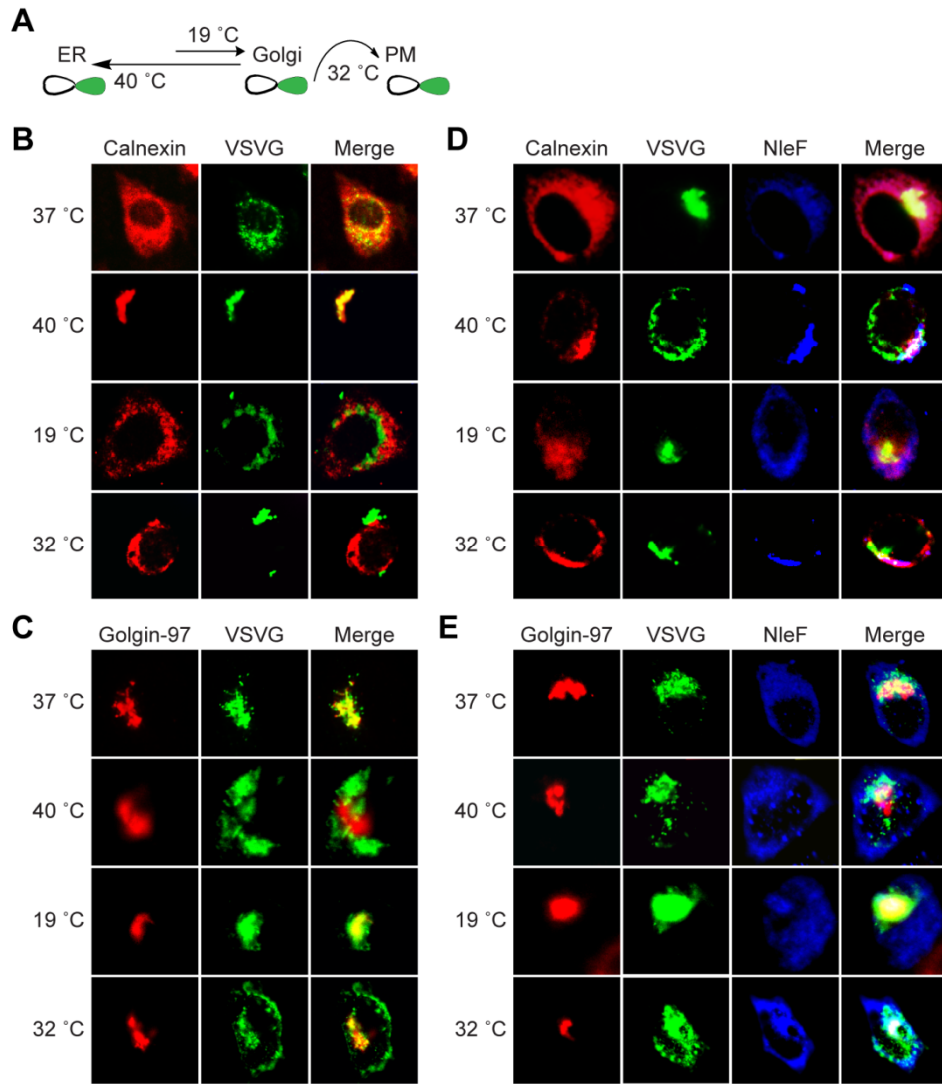 A
ER
19 °C
Golgi
PM
40 °C
32 °C
B
Calnexin VSVG Merge
37 °C
40 °C
19 °C
32 °C
D
Calnexin VSVG NleF Merge
37 °C
40 °C
19 °C
32 °C
C
Golgin-97 VSVG Merge
37 °C
40 °C
19 °C
32 °C
E
Golgin-97 VSVG NleF Merge
37 °C
40 °C
19 °C
32 °C